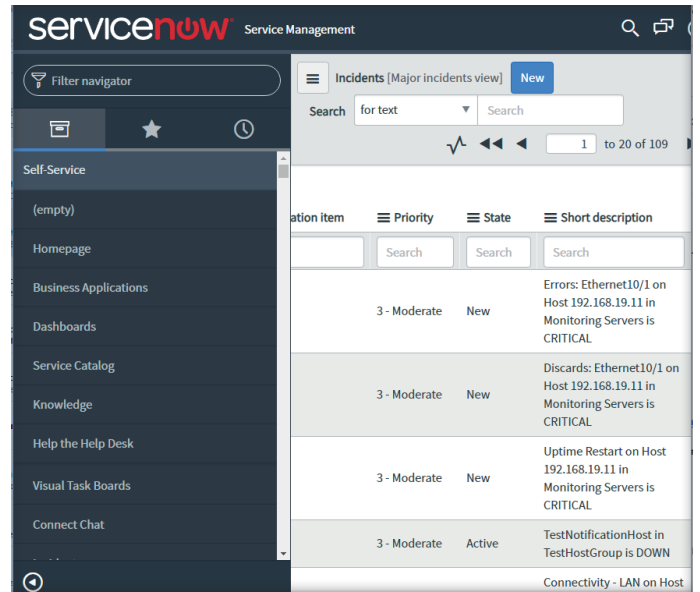 servicenow Service Management
Filter navigator
Self-Service
(empty)
Homepage
Business Applications
Dashboards
Service Catalog
Knowledge
Help the Help Desk
Visual Task Boards
Connect Chat
Incidents [Major incidents view] New
Search for text Search
1 to 20 of 109
ation item Priority State Short description
Search Search Search
3 - Moderate New
Errors: Ethernet10/1 on
Host 192.168.19.11 in
Monitoring Servers is
CRITICAL
3 - Moderate New
Discards: Ethernet10/1 on
Host 192.168.19.11 in
Monitoring Servers is
CRITICAL
3 - Moderate New
Uptime Restart on Host
192.168.19.11 in
Monitoring Servers is
CRITICAL
3 - Moderate Active
TestNotificationHost in
TestHostGroup is DOWN
Connectivity - LAN on Host